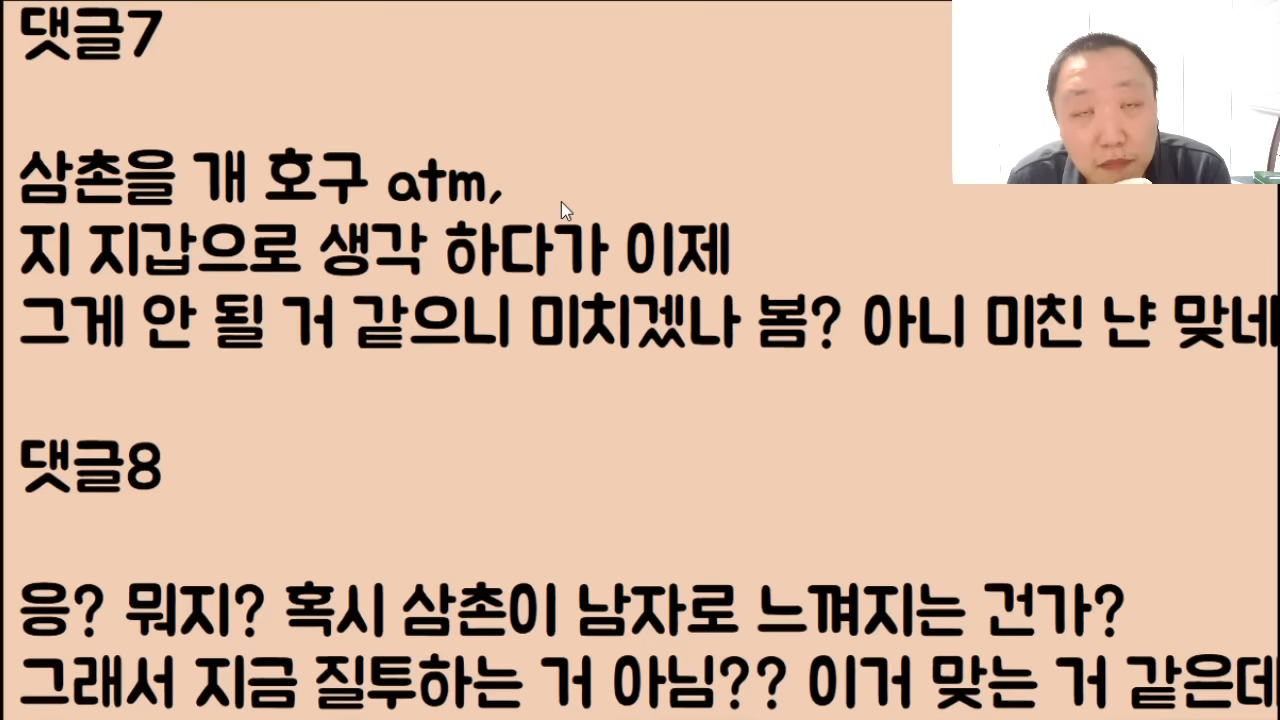 댓글7
삼촌을 개 호구 atm,
지 지갑으로 생각 하다가 이제
그게 안 될 거 같으니 미치겠나 봄? 아니 미친 냔 맞네
댓글8
응? 뭐지? 혹시 삼촌이 남자로 느껴지는 건가?
그래서 지금 질투하는 거 아님?? 이거 맞는 거 같은데